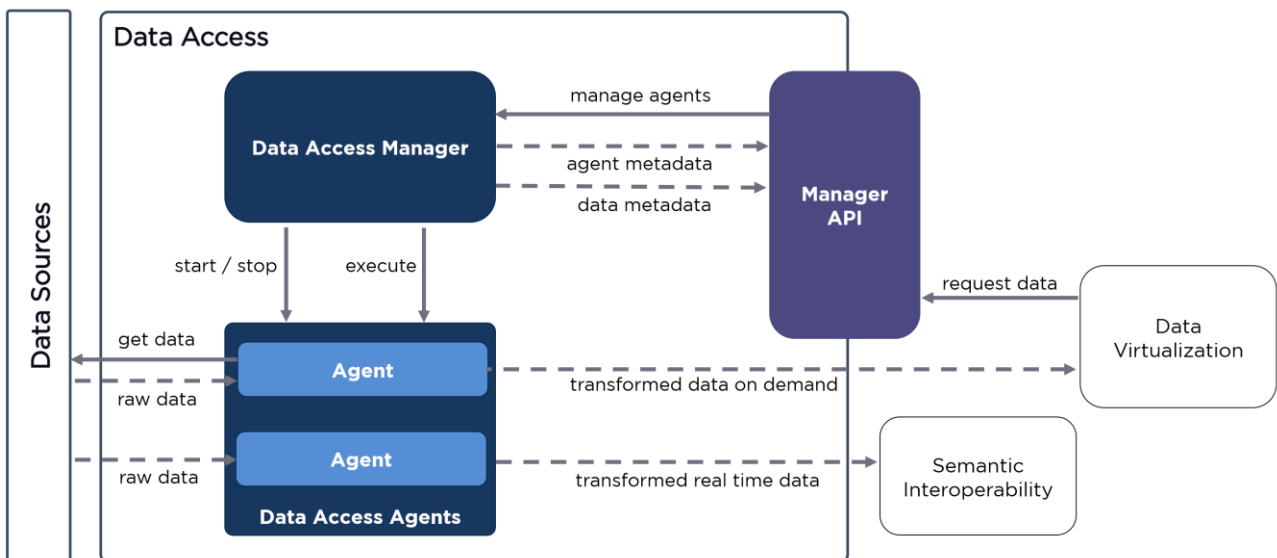 Data Access
Data Sources
manage agents
Data Access Manager
agent metadata
data metadata
Manager
API
start / stop
execute
request data
Data
Virtualization
get data
Agent
transformed data on demand
raw data
Agent
raw data
transformed real time data
Semantic
Interoperability
Data Access Agents